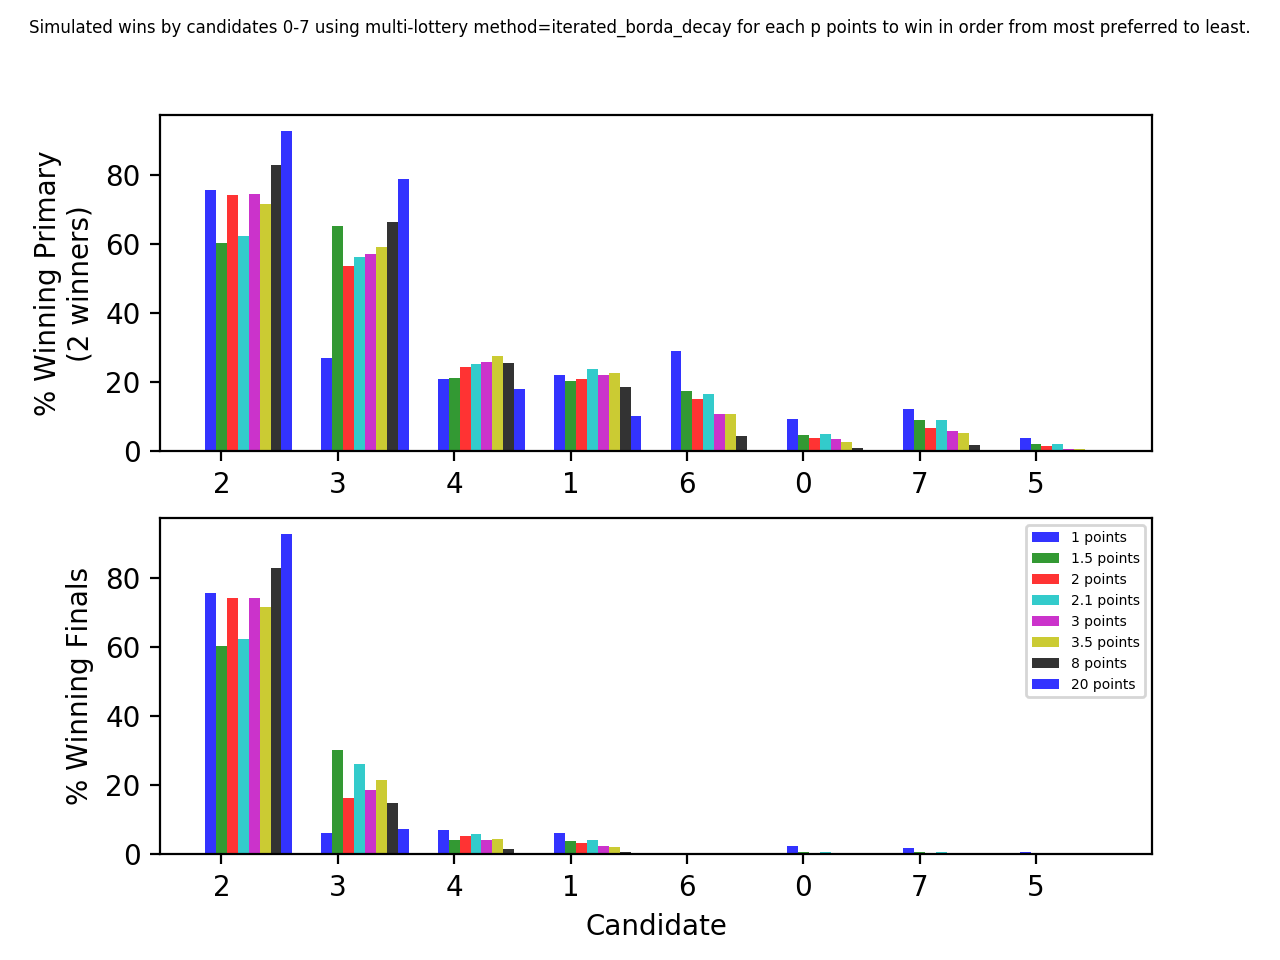 Simulated wins by candidates 0-7 using multi-lottery method=iterated_borda_decay for each p points to win in order from most preferred to least.
% Winning Primary
(2 winners)
80
60
40
20
0
2 3 4 1 6 0 7 5
% Winning Finals
80
60
40
20
0
1 points
1.5 points
2 points
2.1 points
3 points
3.5 points
8 points
20 points
2 3 4 1 6 0 7 5
Candidate